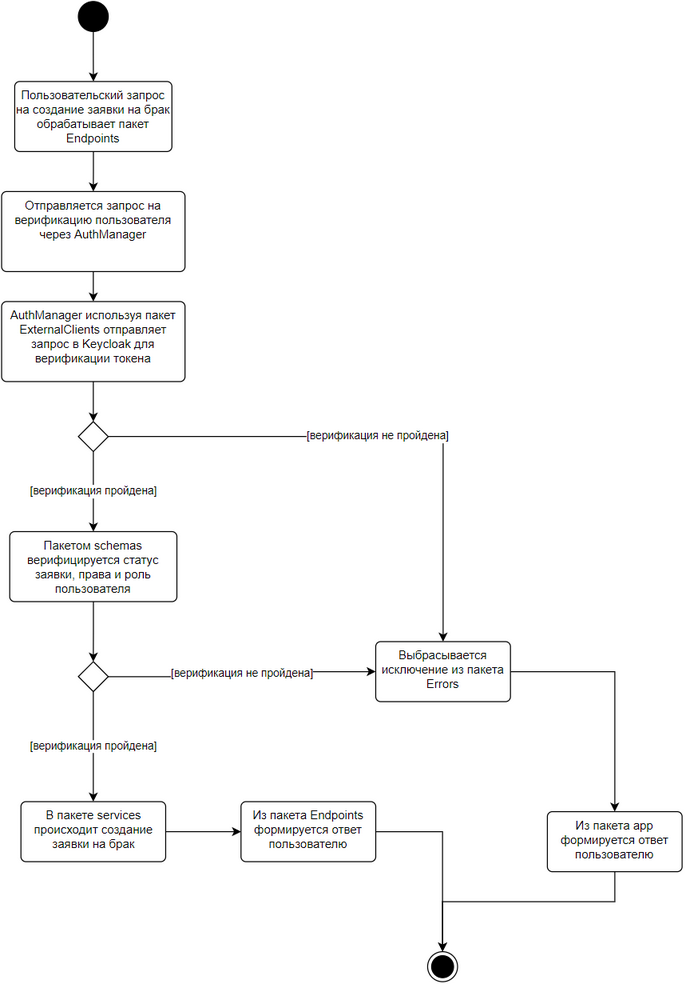 Пользовательский запрос
на создание заявки на брак
обрабатывает пакет
Endpoints
Отправляется запрос на
верификацию пользователя
через AuthManager
AuthManager используя пакет
ExternalClients отправляет
запрос в Keycloak для
верификации токена
[верификация не пройдена]
[верификация пройдена]
Пакетом schemas
верифицируется статус
заявки, права и роль
пользователя
[верификация не пройдена]
Выбрасывается
исключение из пакета
Errors
[верификация пройдена]
В пакете services
происходит создание
заявки на брак
Из пакета Endpoints
формируется ответ
пользователю
Из пакета app
формируется ответ
пользователю